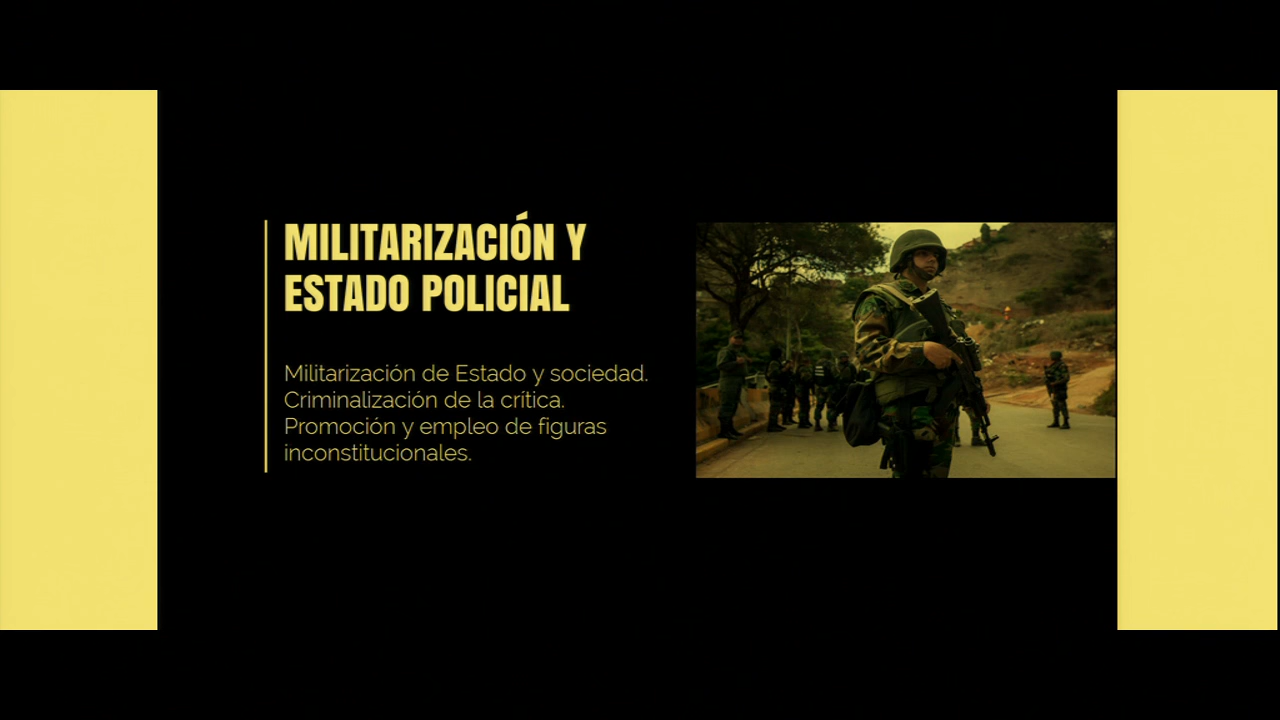 MILITARIZACIÓN Y
ESTADO POLICIAL
Militarización de Estado y sociedad.
Criminalización de la crítica.
Promoción y empleo de figuras
inconstitucionales.